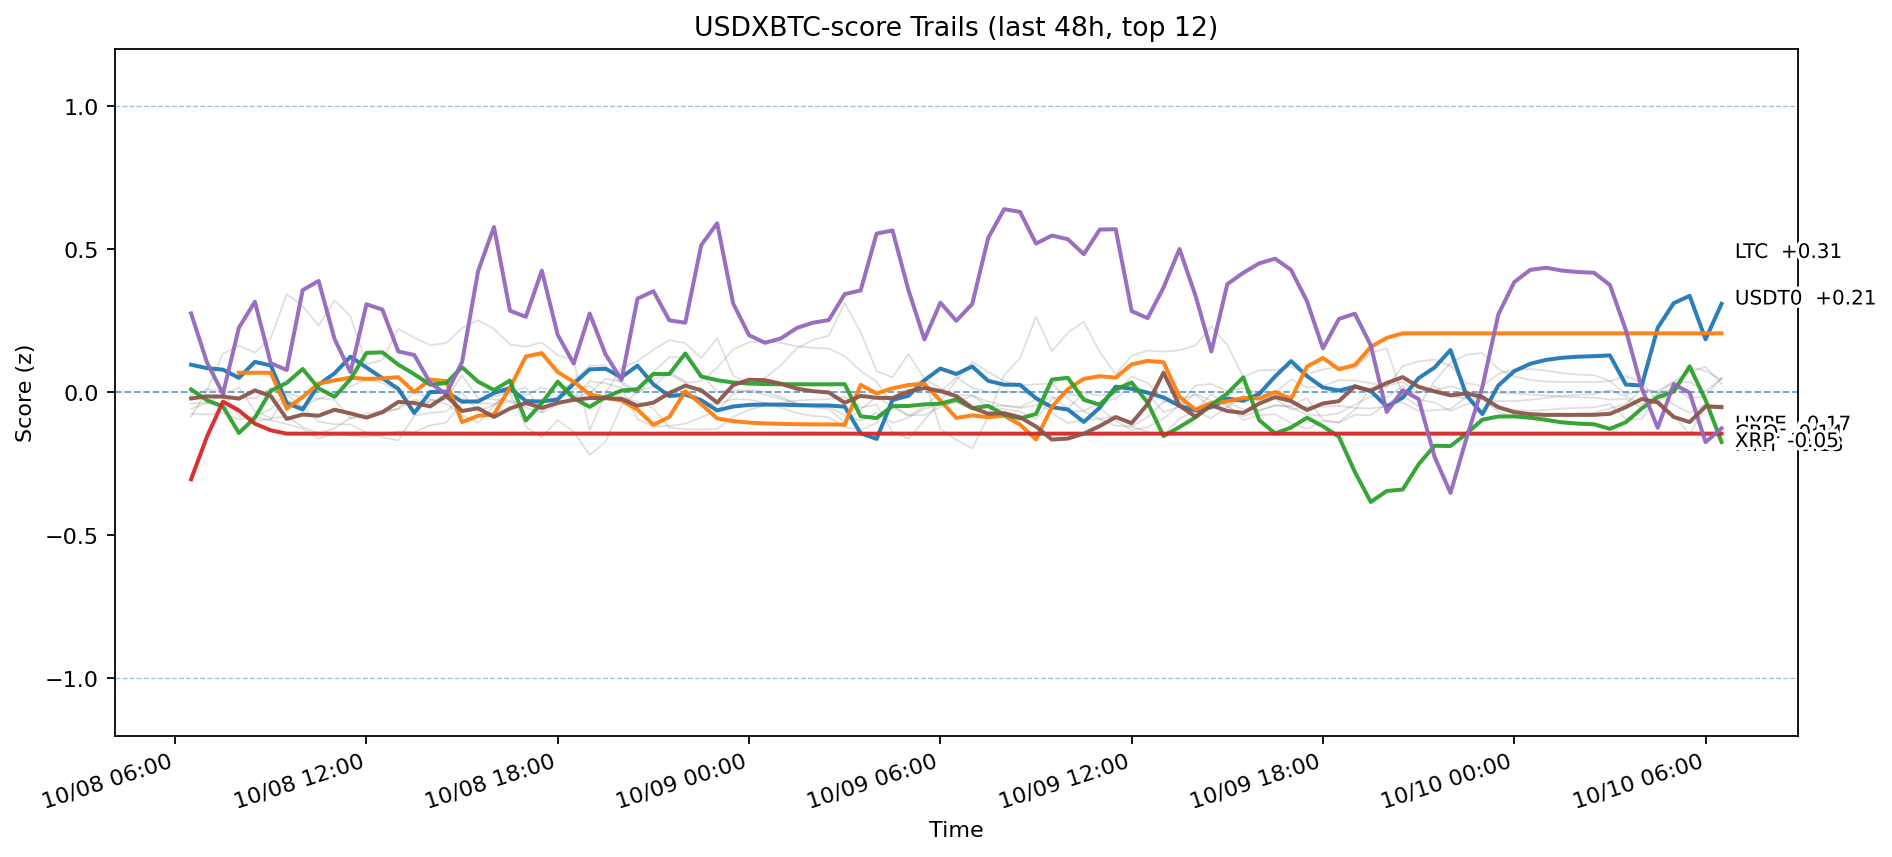 USDXBTC-score Trails (last 48h, top 12)
Score (z)
1.0
0.5
0.0
−0.5
−1.0
LTC +0.31
USDT0 +0.21
HYPE -0.17
XRP -0.05
10/08 06:00
10/08 12:00
10/08 18:00
10/09 00:00
10/09 06:00
10/09 12:00
10/09 18:00
10/10 00:00
10/10 06:00
Time